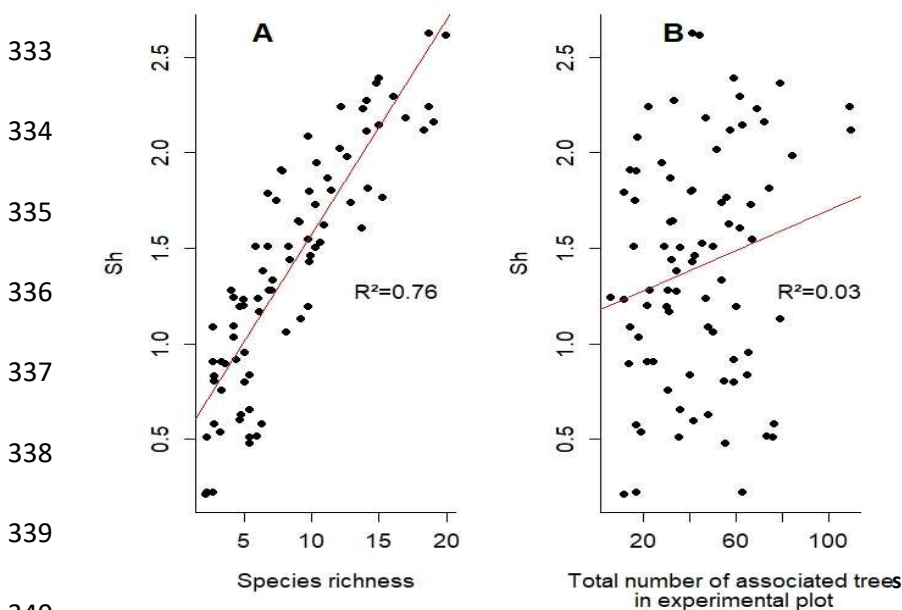 333
334
335
336
337
338
339
A
2.5
2.0
1.5
1.0
0.5
Sh
R²=0.76
5 10 15 20
Species richness
B
2.5
2.0
1.5
1.0
0.5
Sh
R²=0.03
20 60 100
Total number of associated trees
in experimental plot